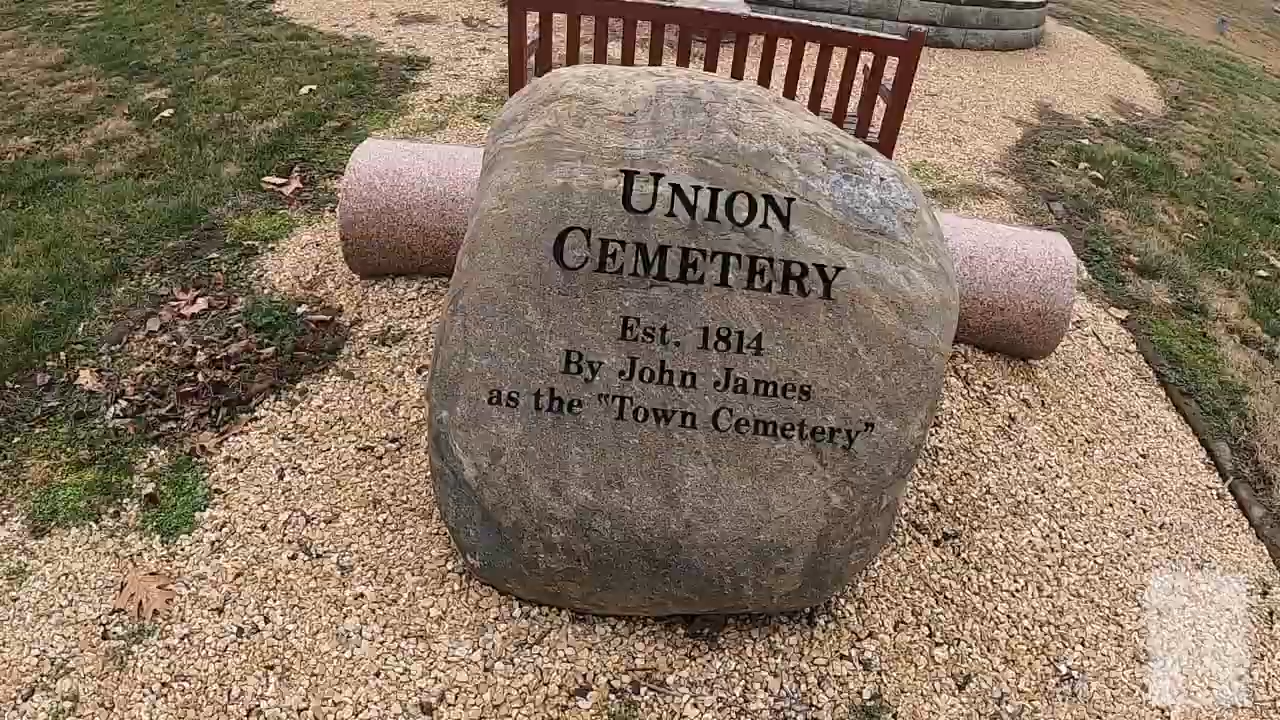 UNION
CEMETERY
Est. 1814
By John James
as the "Town Cemetery"